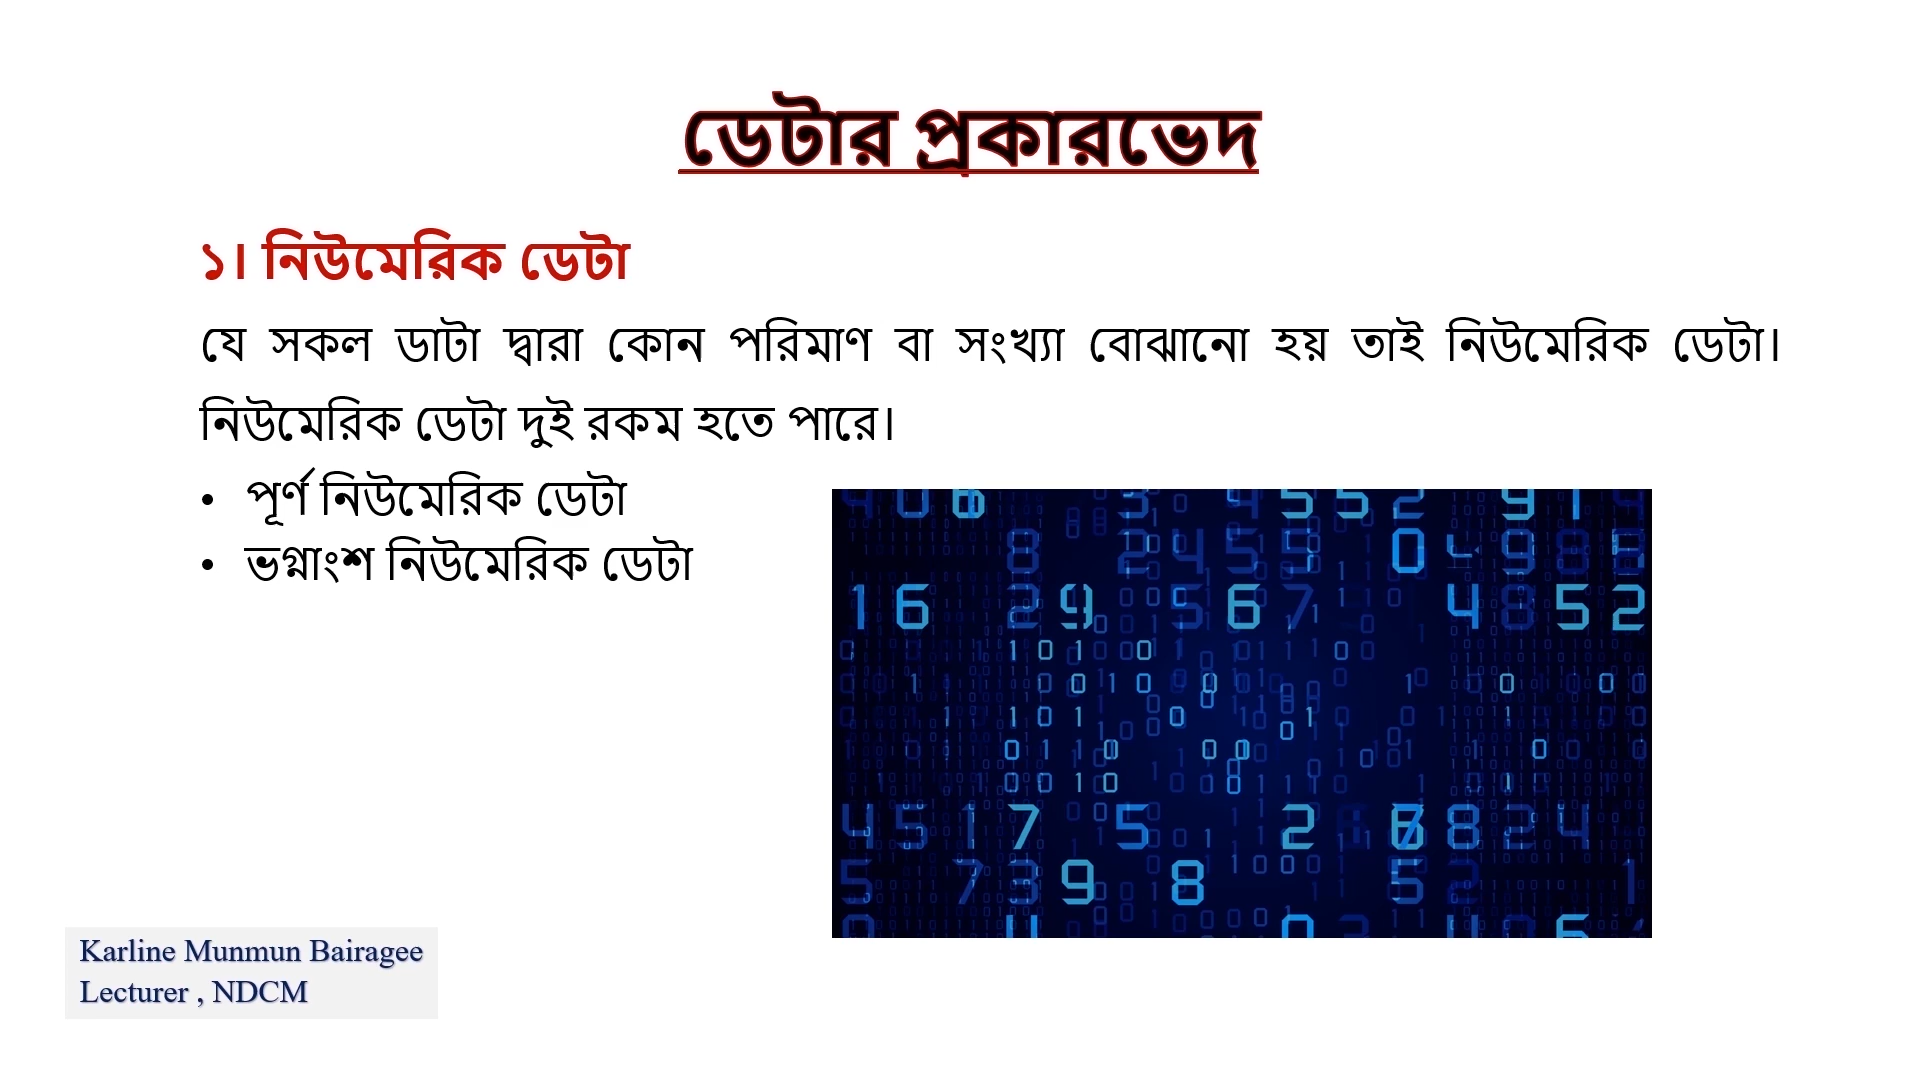 ডেটার প্রকারভেদ
১। নিউমেরিক ডেটা
যে সকল ডাটা দ্বারা কোন পরিমাণ বা সংখ্যা বোঝানো হয় তাই নিউমেরিক ডেটা।
নিউমেরিক ডেটা দুই রকম হতে পারে।
• পূর্ণ নিউমেরিক ডেটা
• ভগ্নাংশ নিউমেরিক ডেটা
Karline Munmun Bairagee
Lecturer , NDCM